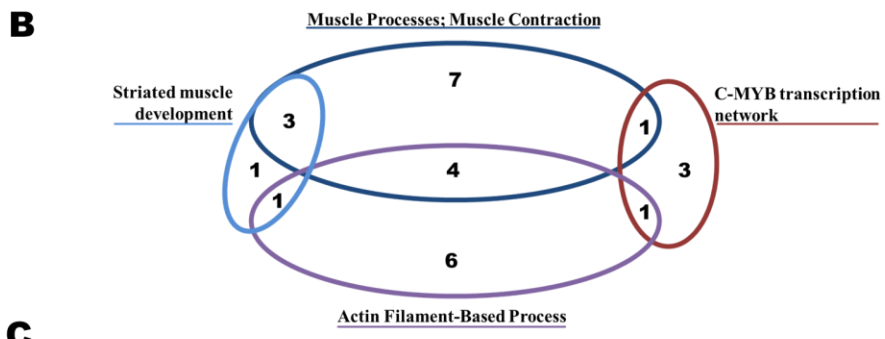 B
Muscle Processes; Muscle Contraction
7
Striated muscle
development
C-MYB transcription
network
3
1
1
4
3
1
1
6
Actin Filament-Based Process
C